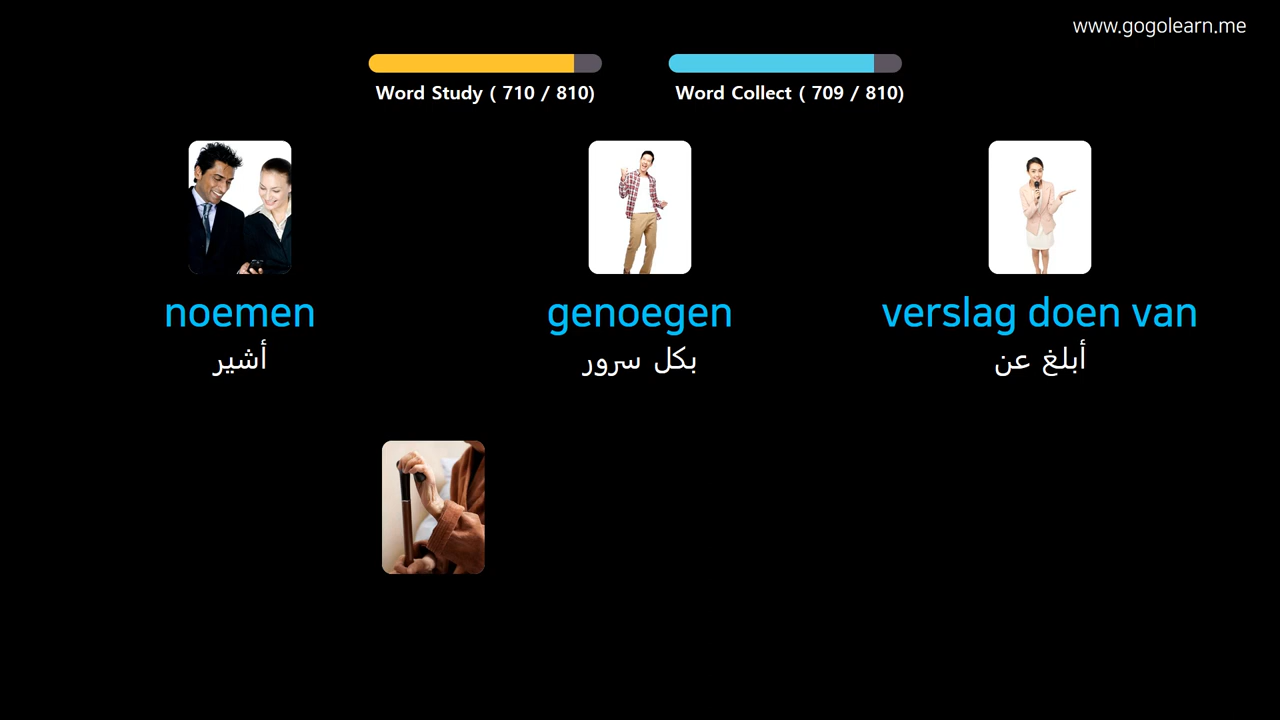 www.gogolearn.me
Word Study ( 710 / 810)
Word Collect ( 709 / 810)
noemen
أشير
genoegen
بكل سرور
verslag doen van
أبلغ عن